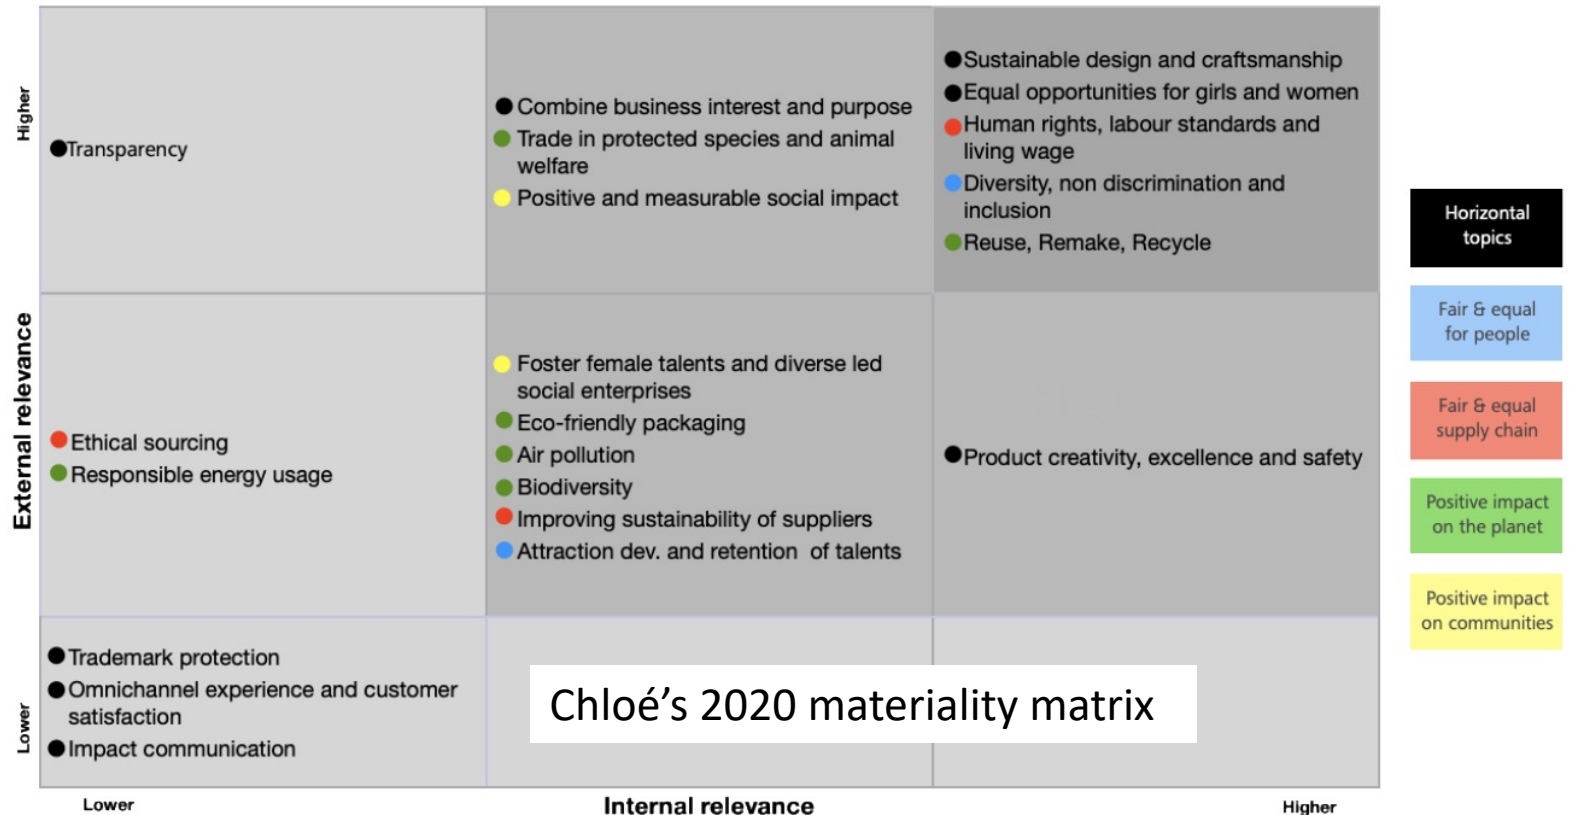 Higher
External relevance
Lower
Transparency
Combine business interest and purpose
Trade in protected species and animal
welfare
Positive and measurable social impact
Sustainable design and craftsmanship
Equal opportunities for girls and women
Human rights, labour standards and
living wage
Diversity, non discrimination and
inclusion
Reuse, Remake, Recycle
Ethical sourcing
Responsible energy usage
Foster female talents and diverse led
social enterprises
Eco-friendly packaging
Air pollution
Biodiversity
Improving sustainability of suppliers
Attraction dev. and retention of talents
Product creativity, excellence and safety
Trademark protection
Omnichannel experience and customer
satisfaction
Impact communication
Chloé’s 2020 materiality matrix
Lower
Internal relevance
Higher
Horizontal
topics
Fair & equal
for people
Fair & equal
supply chain
Positive impact
on the planet
Positive impact
on communities